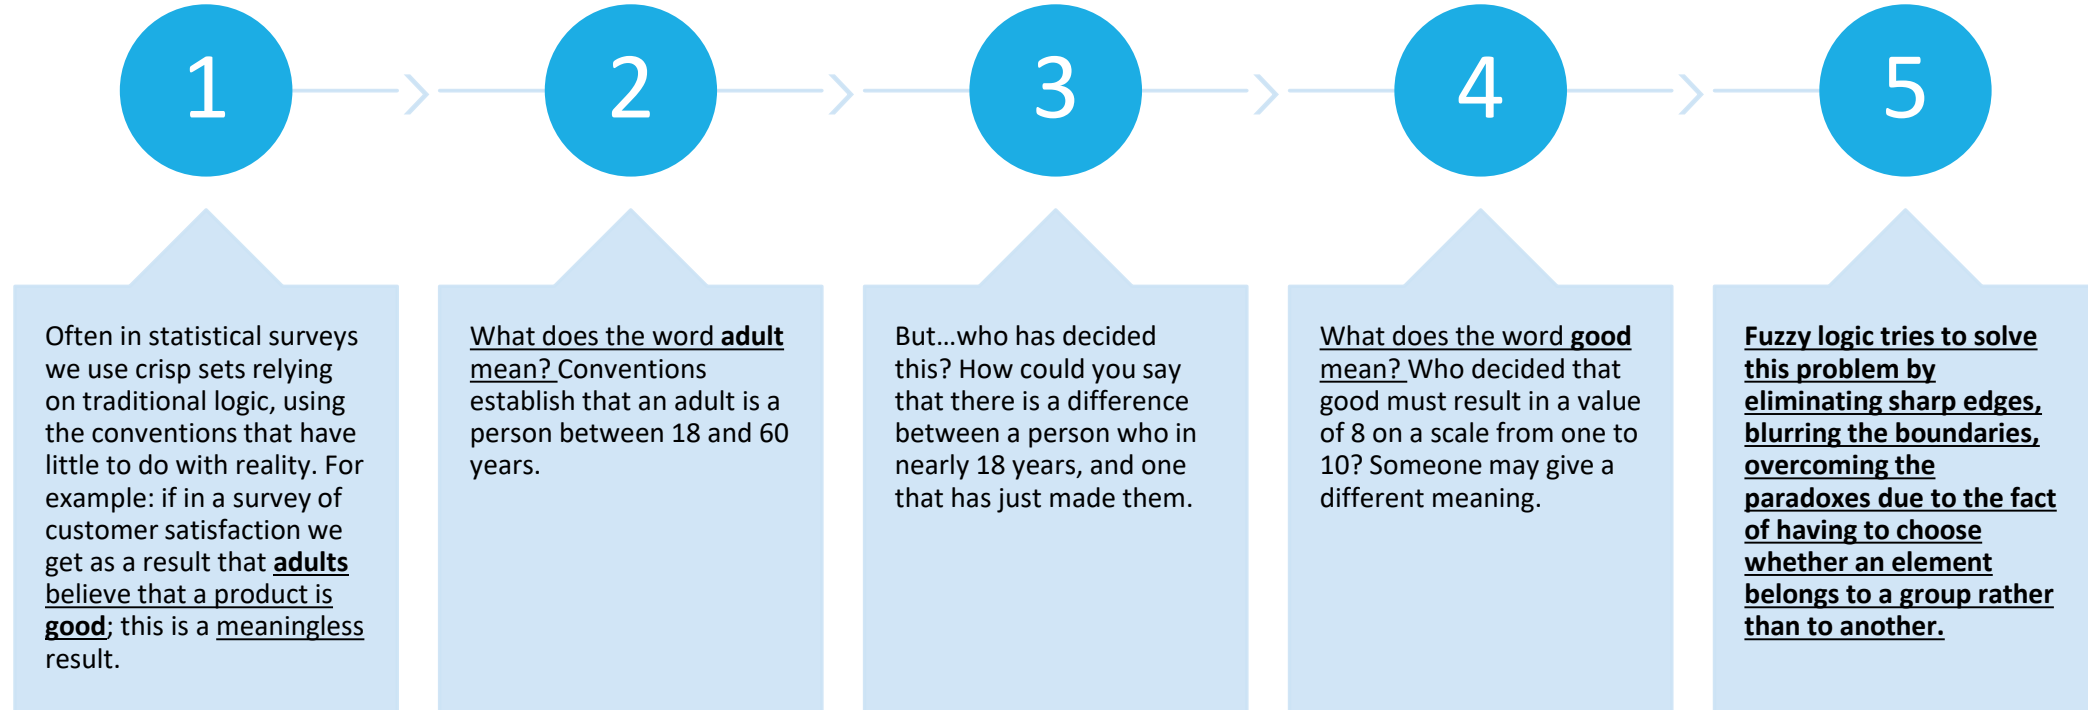 1
Often in statistical surveys
we use crisp sets relying
on traditional logic, using
the conventions that have
little to do with reality. For
example: if in a survey of
customer satisfaction we
get as a result that adults
believe that a product is
good; this is a meaningless
result.
2
What does the word adult
mean? Conventions
establish that an adult is a
person between 18 and 60
years.
3
But...who has decided
this? How could you say
that there is a difference
between a person who in
nearly 18 years, and one
that has just made them.
4
What does the word good
mean? Who decided that
good must result in a value
of 8 on a scale from one to
10? Someone may give a
different meaning.
5
Fuzzy logic tries to solve
this problem by
eliminating sharp edges,
blurring the boundaries,
overcoming the
paradoxes due to the fact
of having to choose
whether an element
belongs to a group rather
than to another.